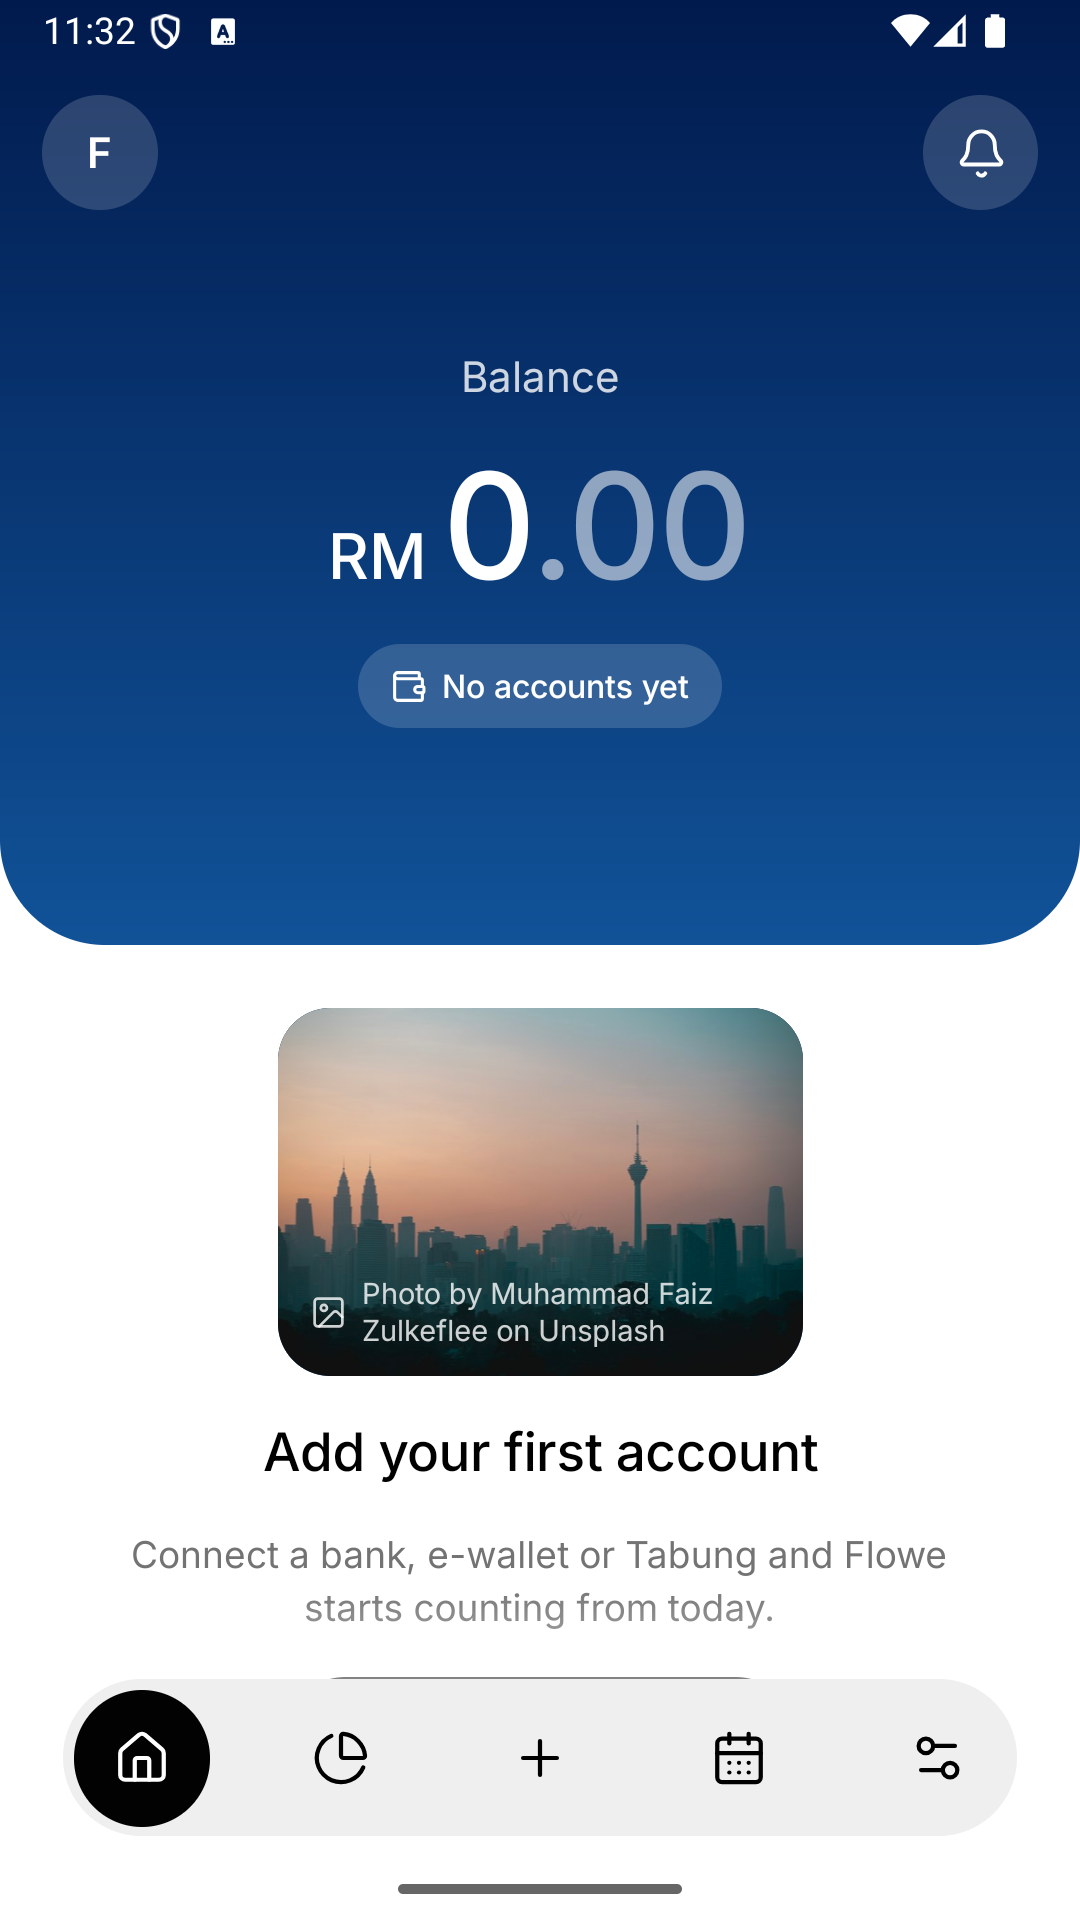 11:32
F
Balance
RM 0.00
No accounts yet
Photo by Muhammad Faiz
Zulkeflee on Unsplash
Add your first account
Connect a bank, e-wallet or Tabung and Flowe
starts counting from today.